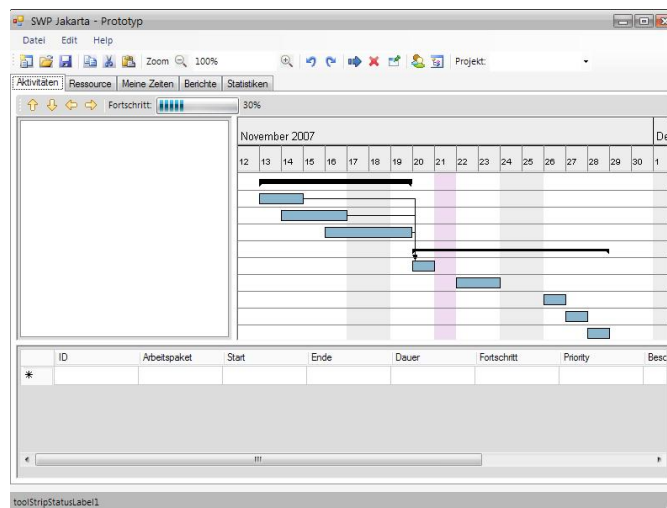 SWP Jakarta - Prototyp
Datei Edit Help
Zoom 100% Projekt:
Aktivitäten Ressource Meine Zeiten Berichte Statistiken
Fortschritt: 30%
November 2007 De
12 13 14 15 16 17 18 19 20 21 22 23 24 25 26 27 28 29 30 1
ID Arbeitspaket Start Ende Dauer Fortschritt Priority Besc
toolStripStatusLabel1